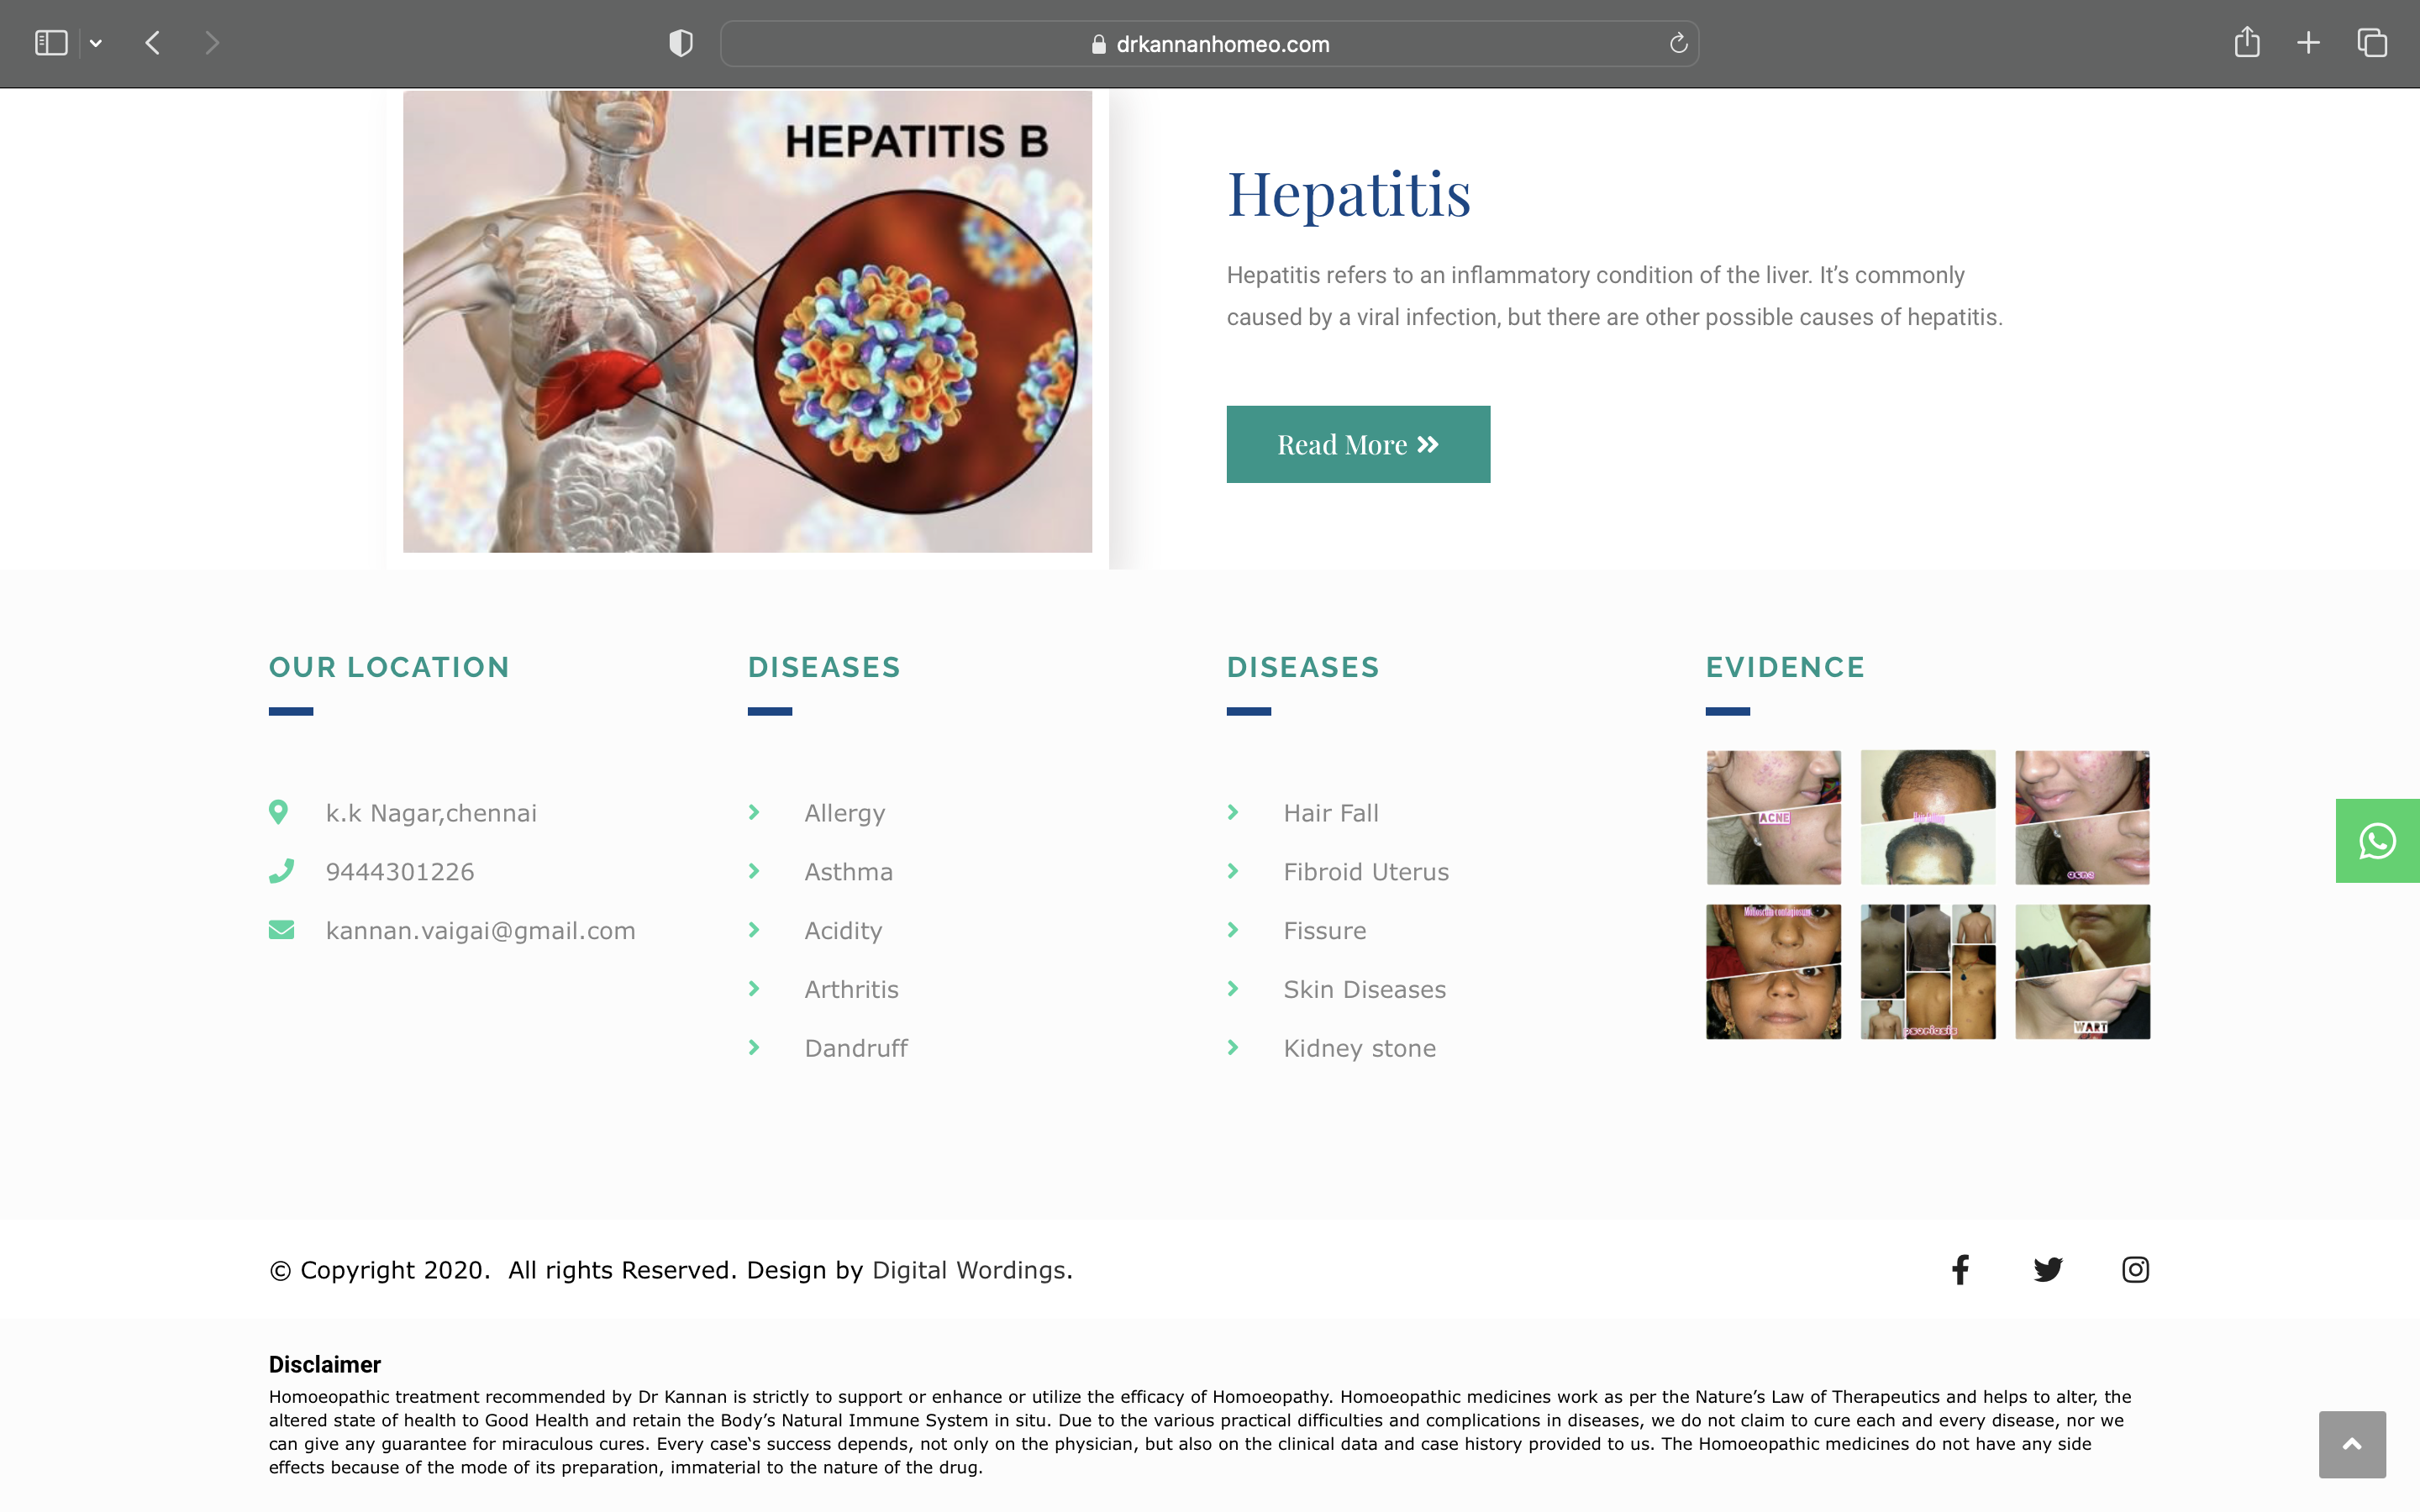 drkannanhomeo.com
HEPATITIS B
Hepatitis
Hepatitis refers to an inflammatory condition of the liver. It’s commonly
caused by a viral infection, but there are other possible causes of hepatitis.
Read More
OUR LOCATION
k.k Nagar,chennai
9444301226
kannan.vaigai@gmail.com
DISEASES
Allergy
Asthma
Acidity
Arthritis
Dandruff
DISEASES
Hair Fall
Fibroid Uterus
Fissure
Skin Diseases
Kidney stone
EVIDENCE
ACNE
acne
psoriasis
WART
© Copyright 2020.  All rights Reserved. Design by Digital Wordings.
Disclaimer
Homoeopathic treatment recommended by Dr Kannan is strictly to support or enhance or utilize the efficacy of Homoeopathy. Homoeopathic medicines work as per the Nature’s Law of Therapeutics and helps to alter, the
altered state of health to Good Health and retain the Body’s Natural Immune System in situ. Due to the various practical difficulties and complications in diseases, we do not claim to cure each and every disease, nor we
can give any guarantee for miraculous cures. Every case‘s success depends, not only on the physician, but also on the clinical data and case history provided to us. The Homoeopathic medicines do not have any side
effects because of the mode of its preparation, immaterial to the nature of the drug.